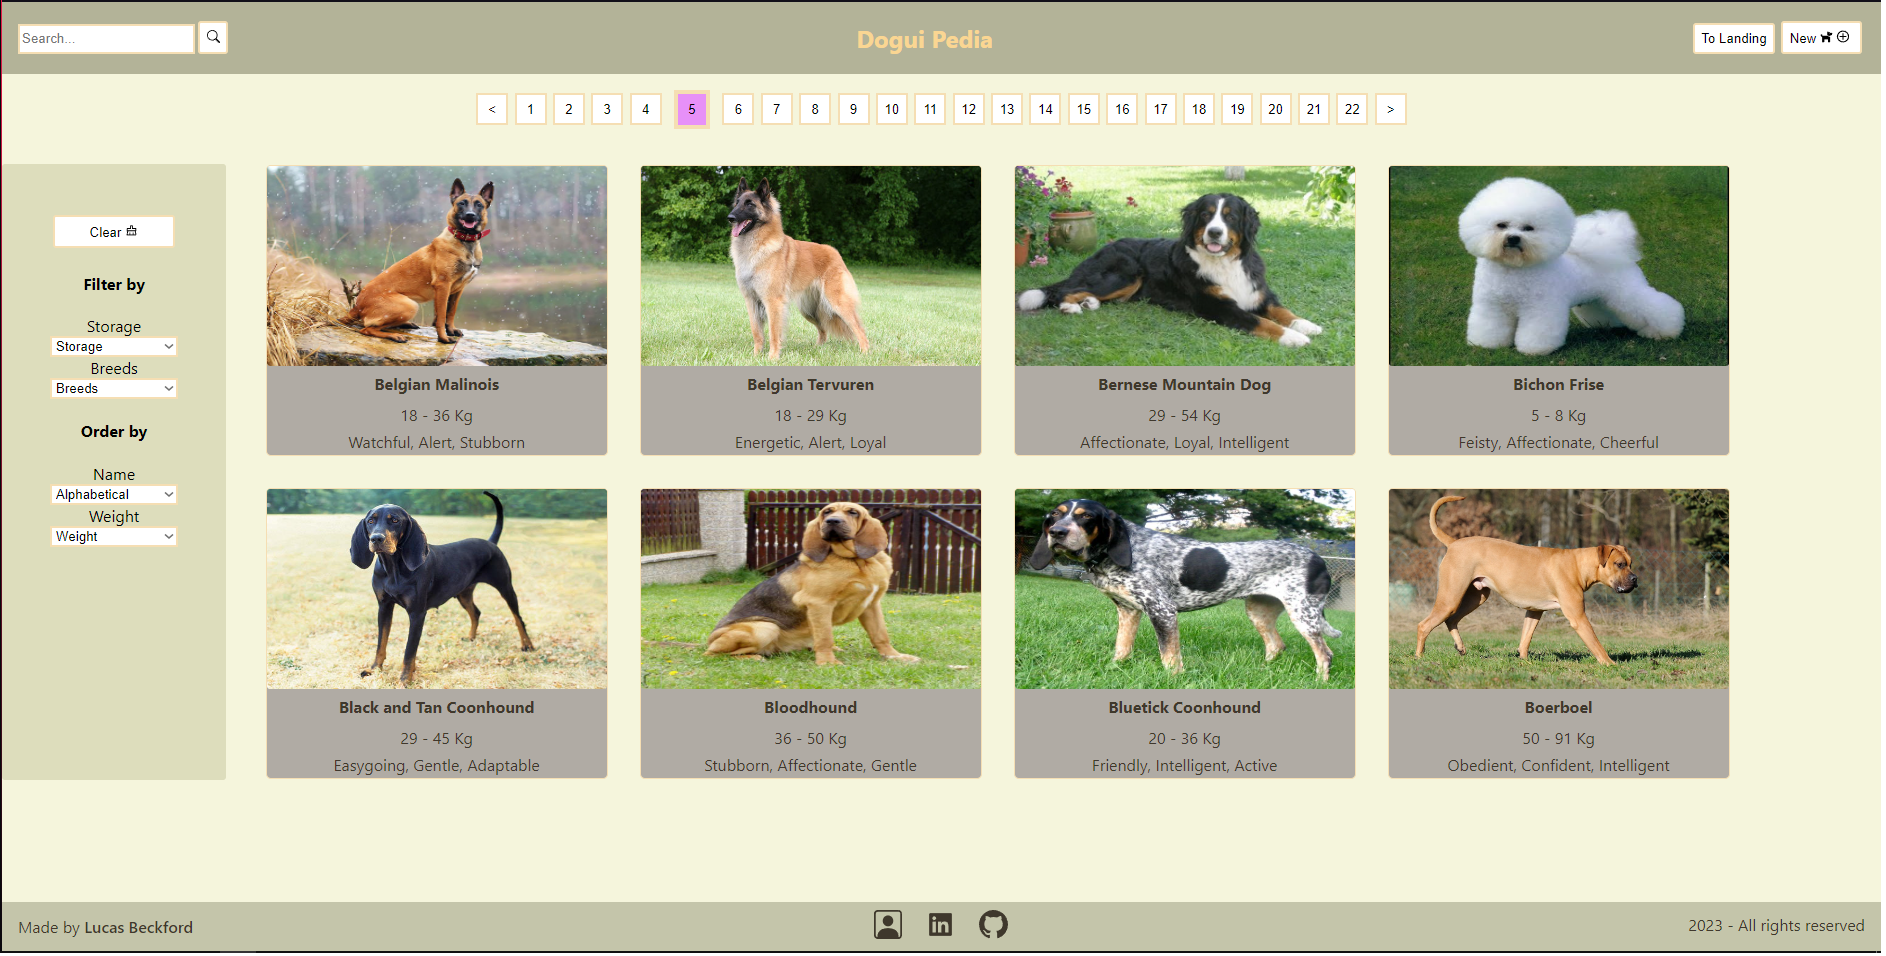 Search...
Dogui Pedia
To Landing
New
< 1 2 3 4 5 6 7 8 9 10 11 12 13 14 15 16 17 18 19 20 21 22 >
Clear
Filter by
Storage
Storage
Breeds
Breeds
Order by
Name
Alphabetical
Weight
Weight
Belgian Malinois
18 - 36 Kg
Watchful, Alert, Stubborn
Belgian Tervuren
18 - 29 Kg
Energetic, Alert, Loyal
Bernese Mountain Dog
29 - 54 Kg
Affectionate, Loyal, Intelligent
Bichon Frise
5 - 8 Kg
Feisty, Affectionate, Cheerful
Black and Tan Coonhound
29 - 45 Kg
Easygoing, Gentle, Adaptable
Bloodhound
36 - 50 Kg
Stubborn, Affectionate, Gentle
Bluetick Coonhound
20 - 36 Kg
Friendly, Intelligent, Active
Boerboel
50 - 91 Kg
Obedient, Confident, Intelligent
Made by Lucas Beckford
in
2023 - All rights reserved